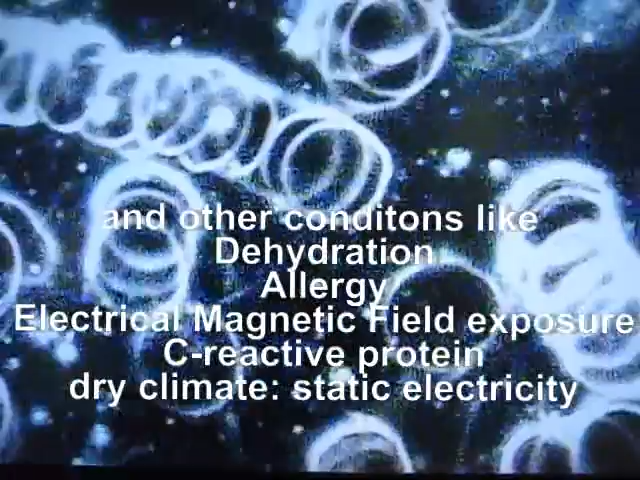 and other conditons like
Dehydration
Allergy
Electrical Magnetic Field exposure
C-reactive protein
dry climate: static electricity